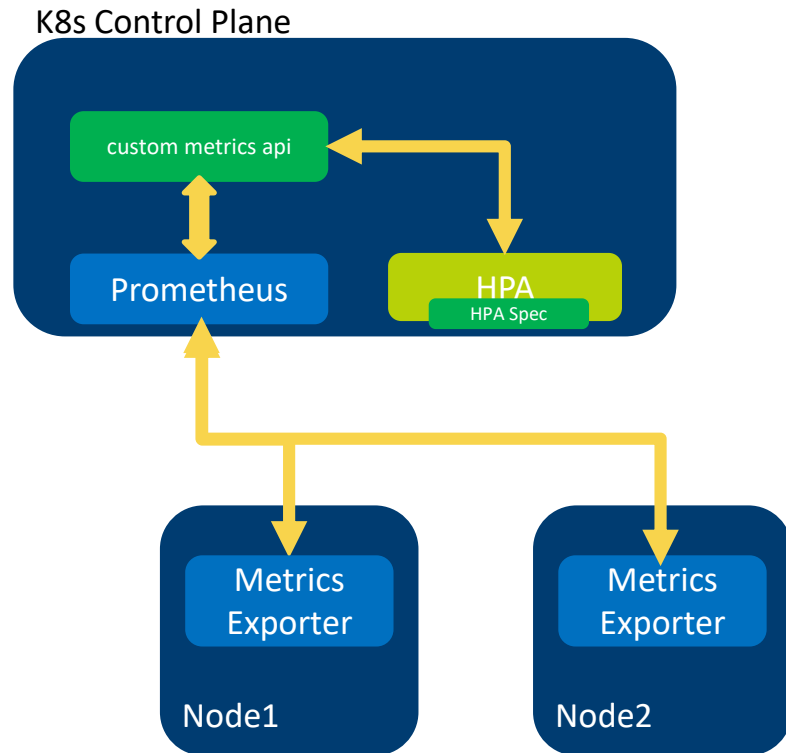 K8s Control Plane
custom metrics api
Prometheus
HPA
HPA Spec
Metrics
Exporter
Node1
Metrics
Exporter
Node2